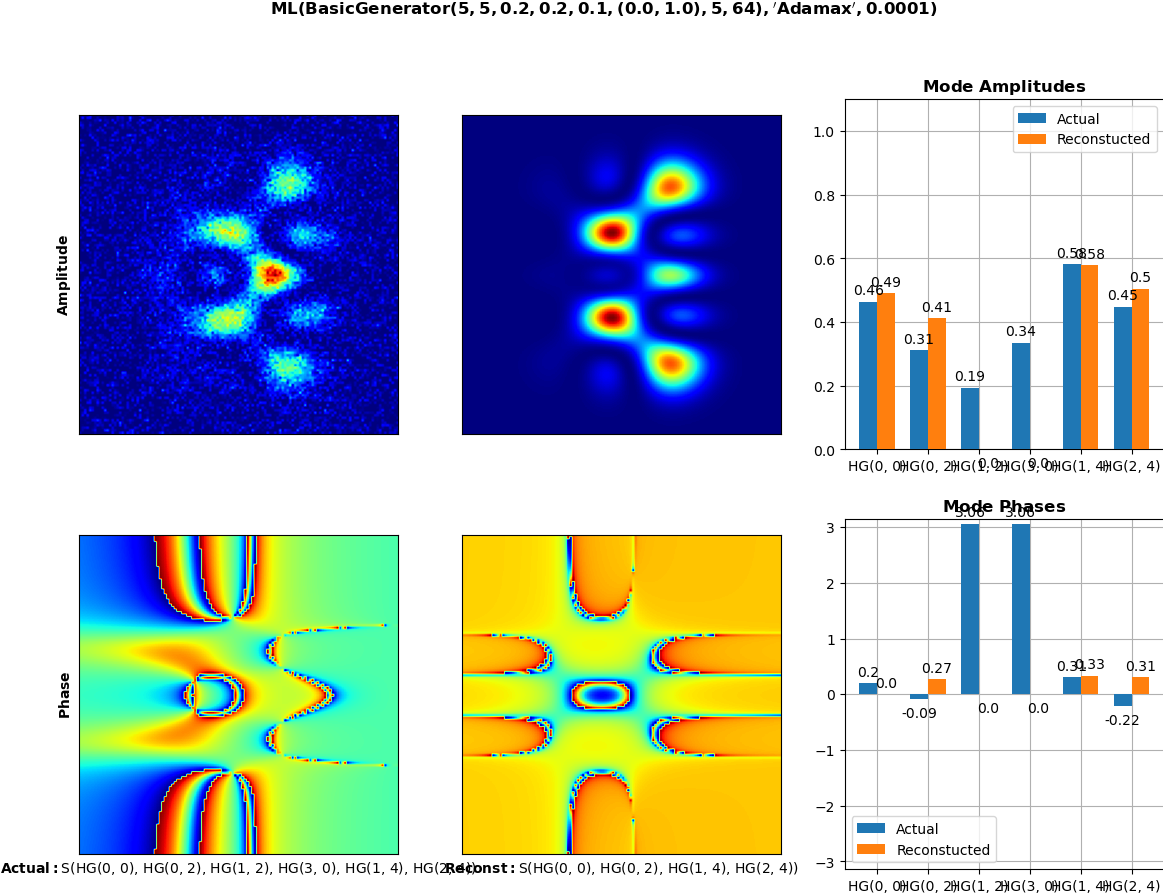 ML(BasicGenerator(5, 5, 0.2, 0.2, 0.1, (0.0, 1.0), 5, 64), ′Adamax′, 0.0001)
Mode Amplitudes
Actual
Reconstucted
Amplitude
1.0
0.8
0.6
0.4
0.2
0.0
0.46
0.49
0.31
0.41
0.19
0.0
0.34
0.0
0.58
0.58
0.45
0.5
HG(0, 0)
HG(0, 2)
HG(1, 2)
HG(3, 0)
HG(1, 4)
HG(2, 4)
Mode Phases
Phase
3
2
1
0
−1
−2
−3
0.2
0.0
-0.09
0.27
3.06
0.0
3.06
0.0
0.31
0.33
-0.22
0.31
Actual
Reconstucted
Actual: S(HG(0, 0), HG(0, 2), HG(1, 2), HG(3, 0), HG(1, 4), HG(2, 4))
Reconst: S(HG(0, 0), HG(0, 2), HG(1, 4), HG(2, 4))
HG(0, 0)
HG(0, 2)
HG(1, 2)
HG(3, 0)
HG(1, 4)
HG(2, 4)